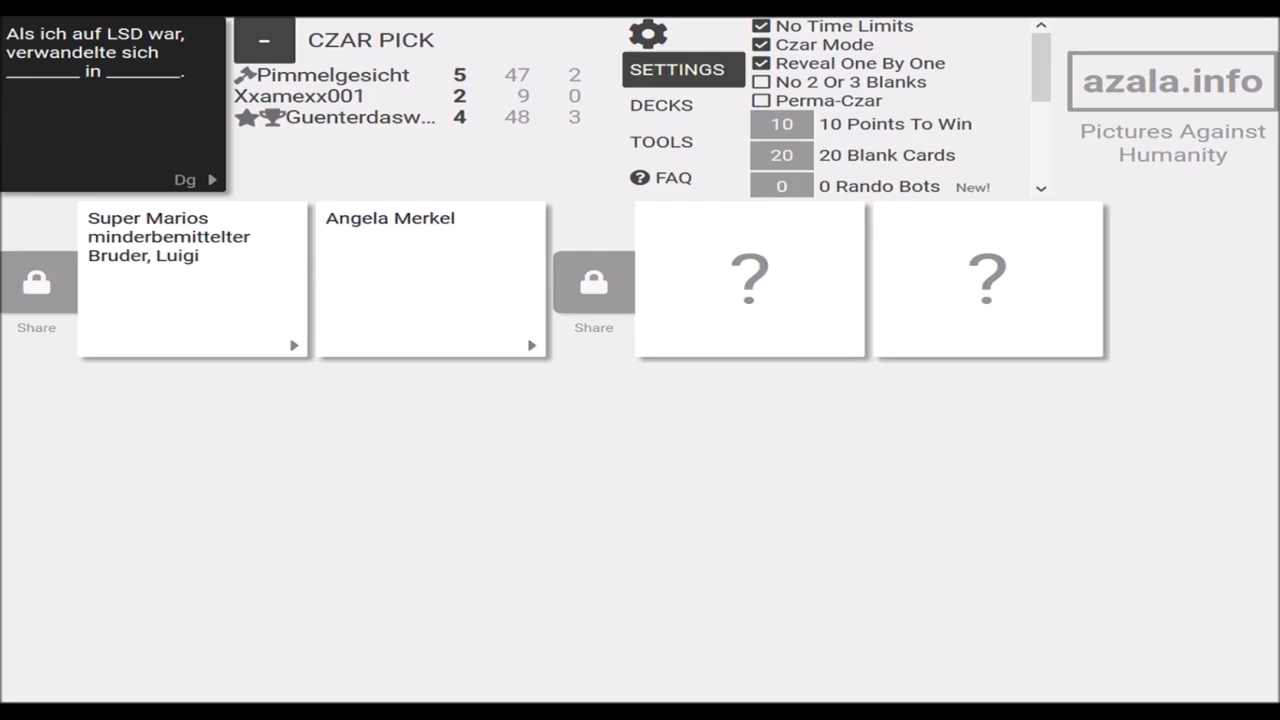 Als ich auf LSD war,
verwandelte sich
_______ in _______.
Dg
– CZAR PICK
Pimmelgesicht 5 47 2
Xxamexx001 2 9 0
Guenterdasw... 4 48 3
SETTINGS
DECKS
TOOLS
FAQ
No Time Limits
Czar Mode
Reveal One By One
No 2 Or 3 Blanks
Perma-Czar
10 10 Points To Win
20 20 Blank Cards
0 0 Rando Bots New!
azala.info
Pictures Against
Humanity
Share
Super Marios
minderbemittelter
Bruder, Luigi
Angela Merkel
Share
?
?